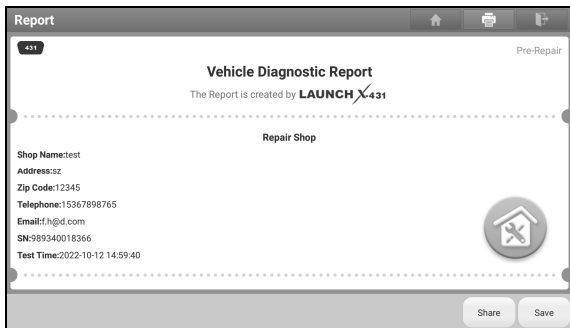 Report
431
Pre-Repair
Vehicle Diagnostic Report
The Report is created by LAUNCH X-431
Repair Shop
Shop Name:test
Address:sz
Zip Code:12345
Telephone:15367898765
Email:f.h@d.com
SN:989340018366
Test Time:2022-10-12 14:59:40
Share Save